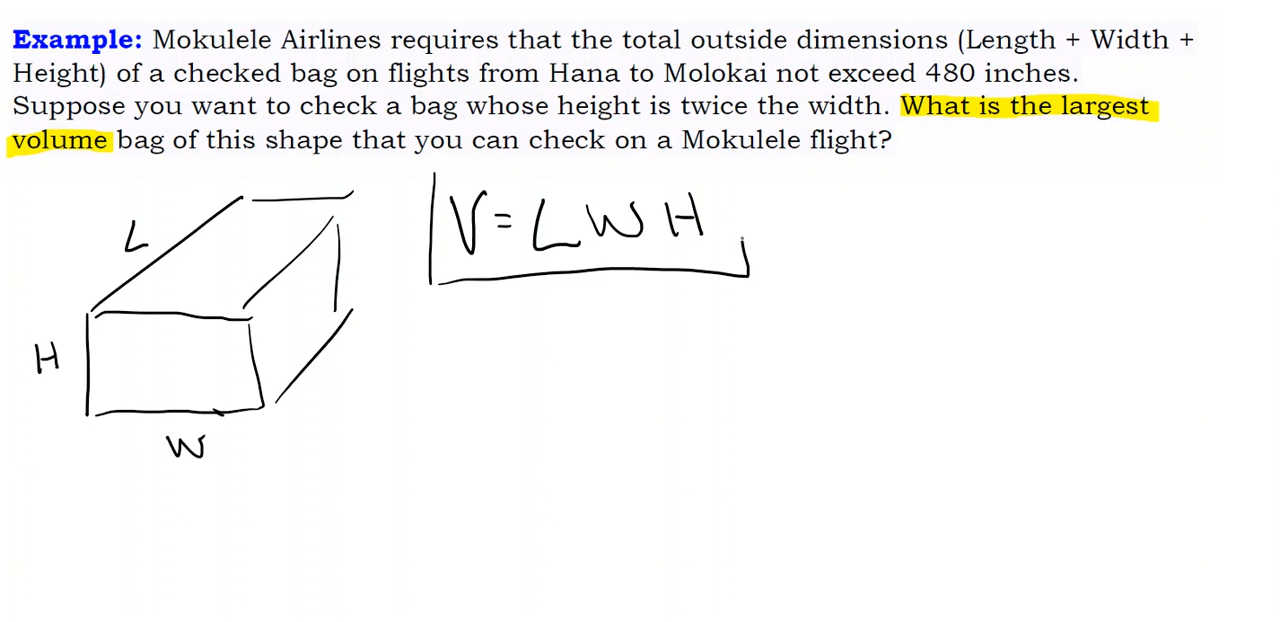 Example: Mokulele Airlines requires that the total outside dimensions (Length + Width +
Height) of a checked bag on flights from Hana to Molokai not exceed 480 inches.
Suppose you want to check a bag whose height is twice the width. What is the largest
volume bag of this shape that you can check on a Mokulele flight?
L
V = L W H
H
W